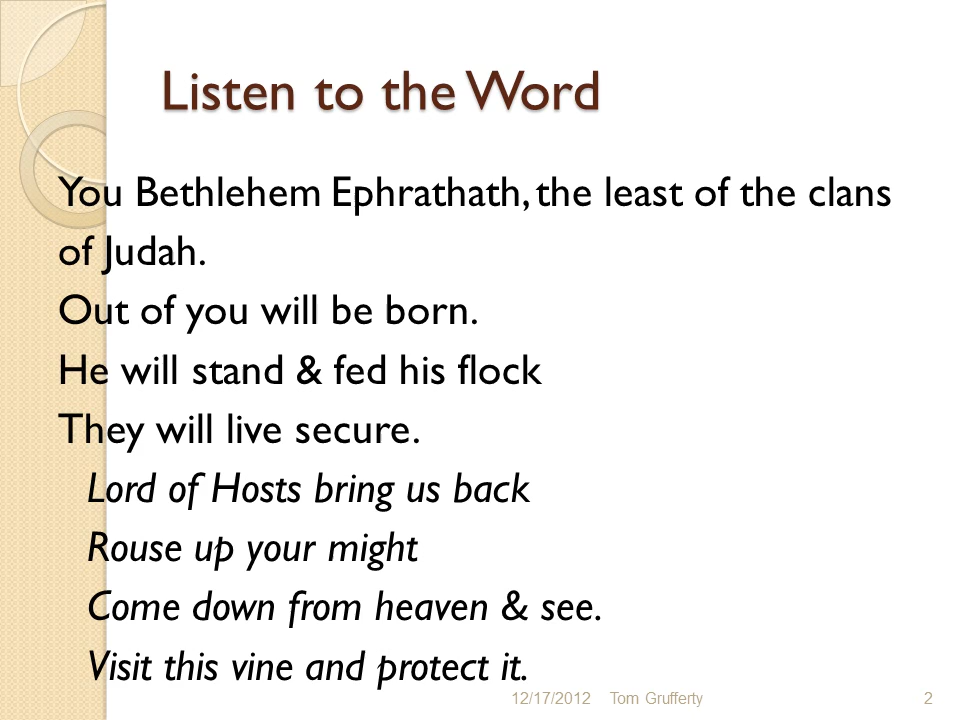 Listen to the Word
You Bethlehem Ephrathath, the least of the clans
of Judah.
Out of you will be born.
He will stand & fed his flock
They will live secure.
Lord of Hosts bring us back
Rouse up your might
Come down from heaven & see.
Visit this vine and protect it.
12/17/2012 Tom Grufferty 2